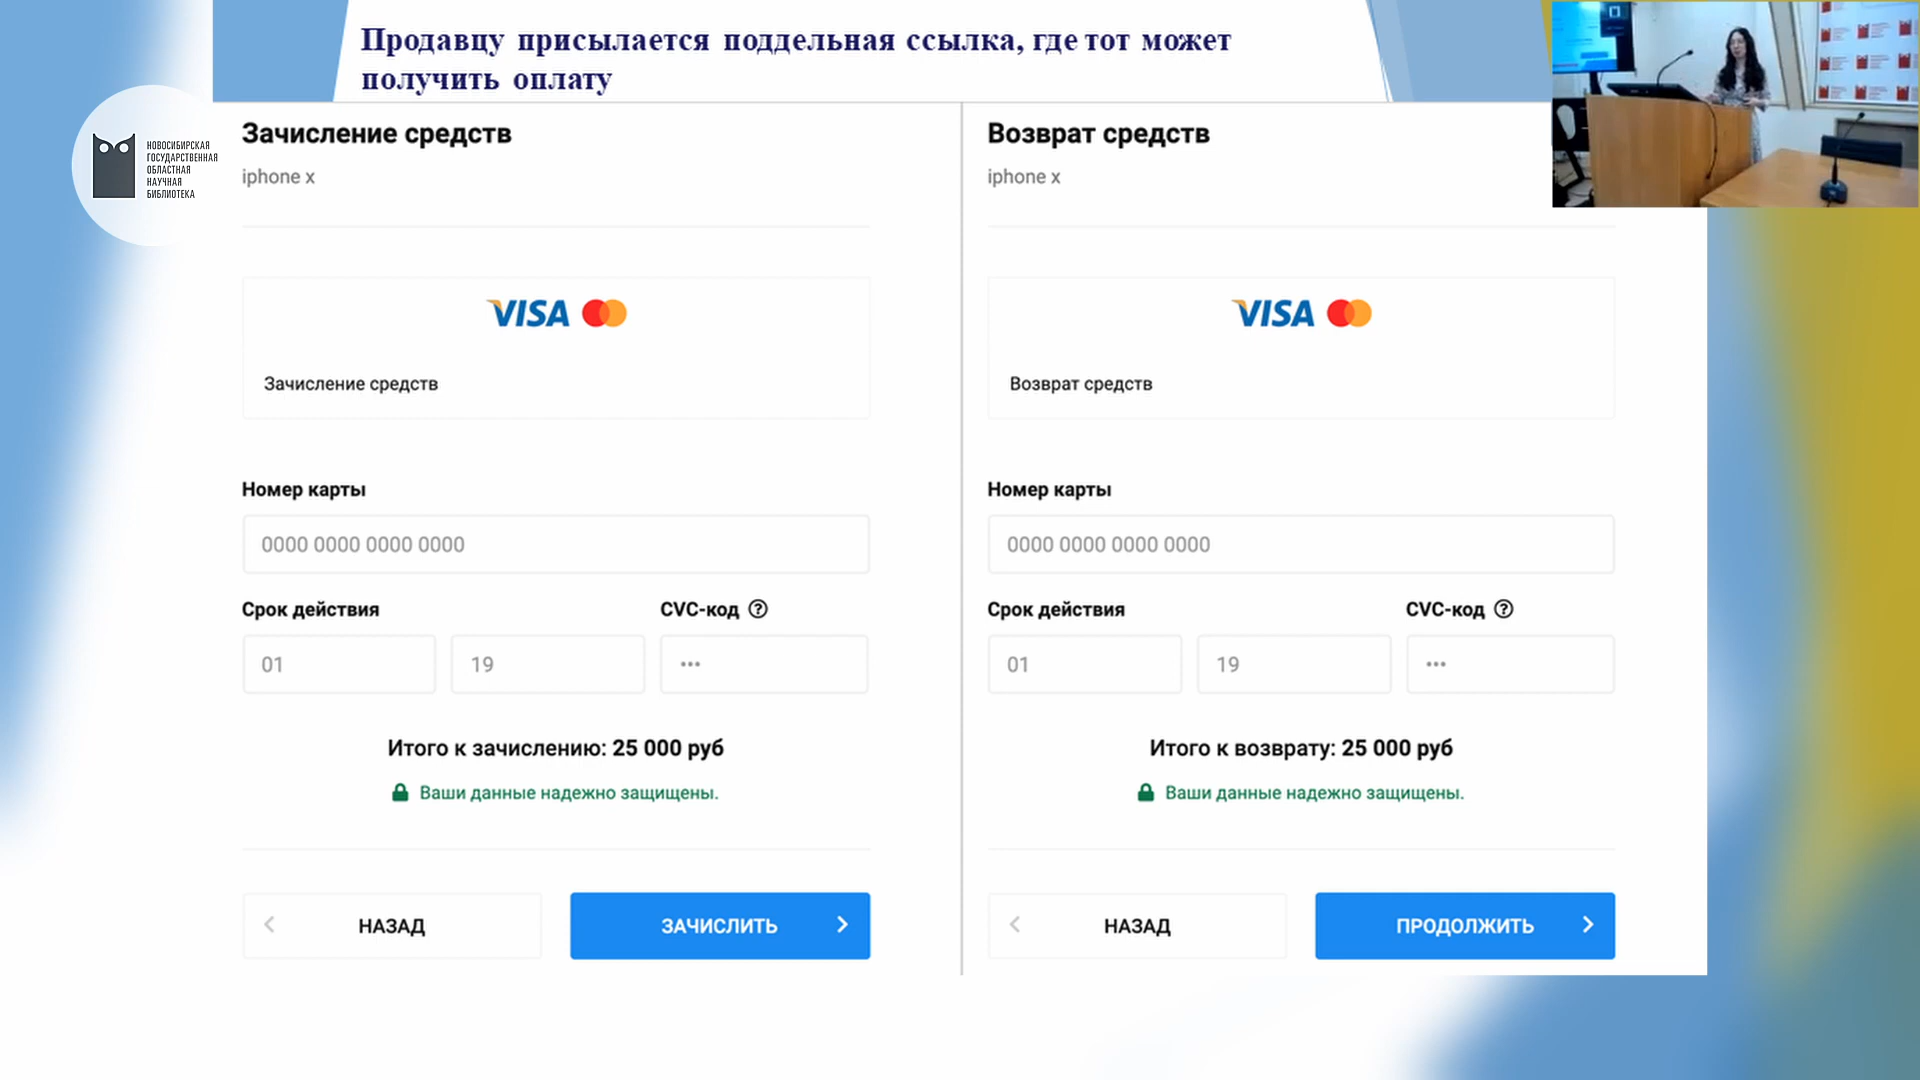 Продавцу присылается поддельная ссылка, где тот может
получить оплату
НОВОСИБИРСКАЯ
ГОСУДАРСТВЕННАЯ
ОБЛАСТНАЯ
НАУЧНАЯ
БИБЛИОТЕКА
Зачисление средств
iphone x
VISA
Зачисление средств
Номер карты
0000 0000 0000 0000
Срок действия CVC-код ?
01 19 •••
Итого к зачислению: 25 000 руб
Ваши данные надежно защищены.
НАЗАД ЗАЧИСЛИТЬ
Возврат средств
iphone x
VISA
Возврат средств
Номер карты
0000 0000 0000 0000
Срок действия CVC-код ?
01 19 •••
Итого к возврату: 25 000 руб
Ваши данные надежно защищены.
НАЗАД ПРОДОЛЖИТЬ